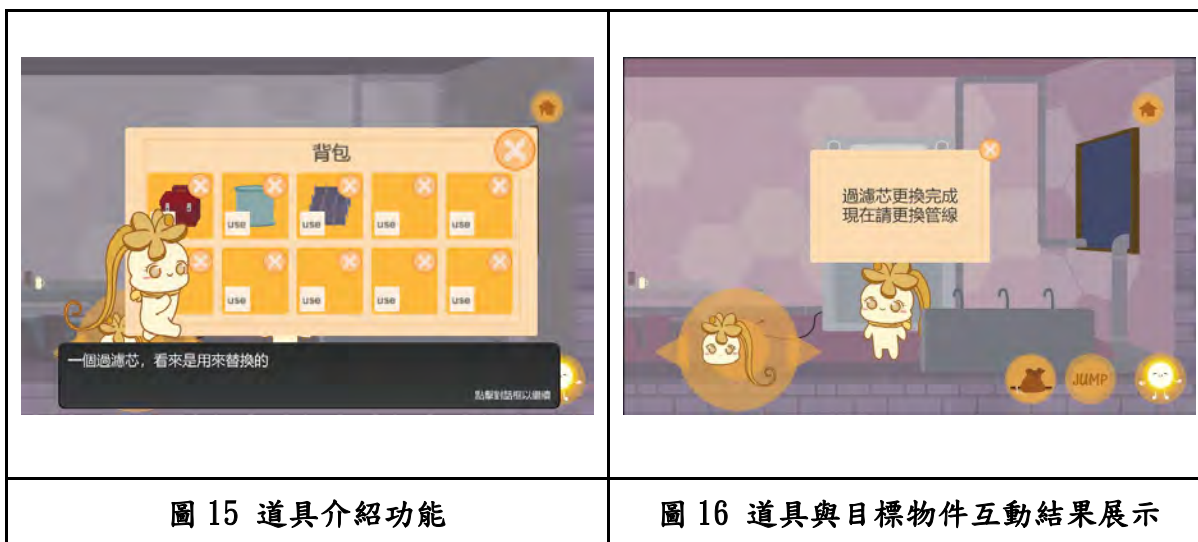 背包
use
use
use
use
use
use
use
use
一個過濾芯，看來是用來替換的
點擊對話框以繼續
過濾芯更換完成
現在請更換管線
JUMP
圖 15 道具介紹功能
圖 16 道具與目標物件互動結果展示